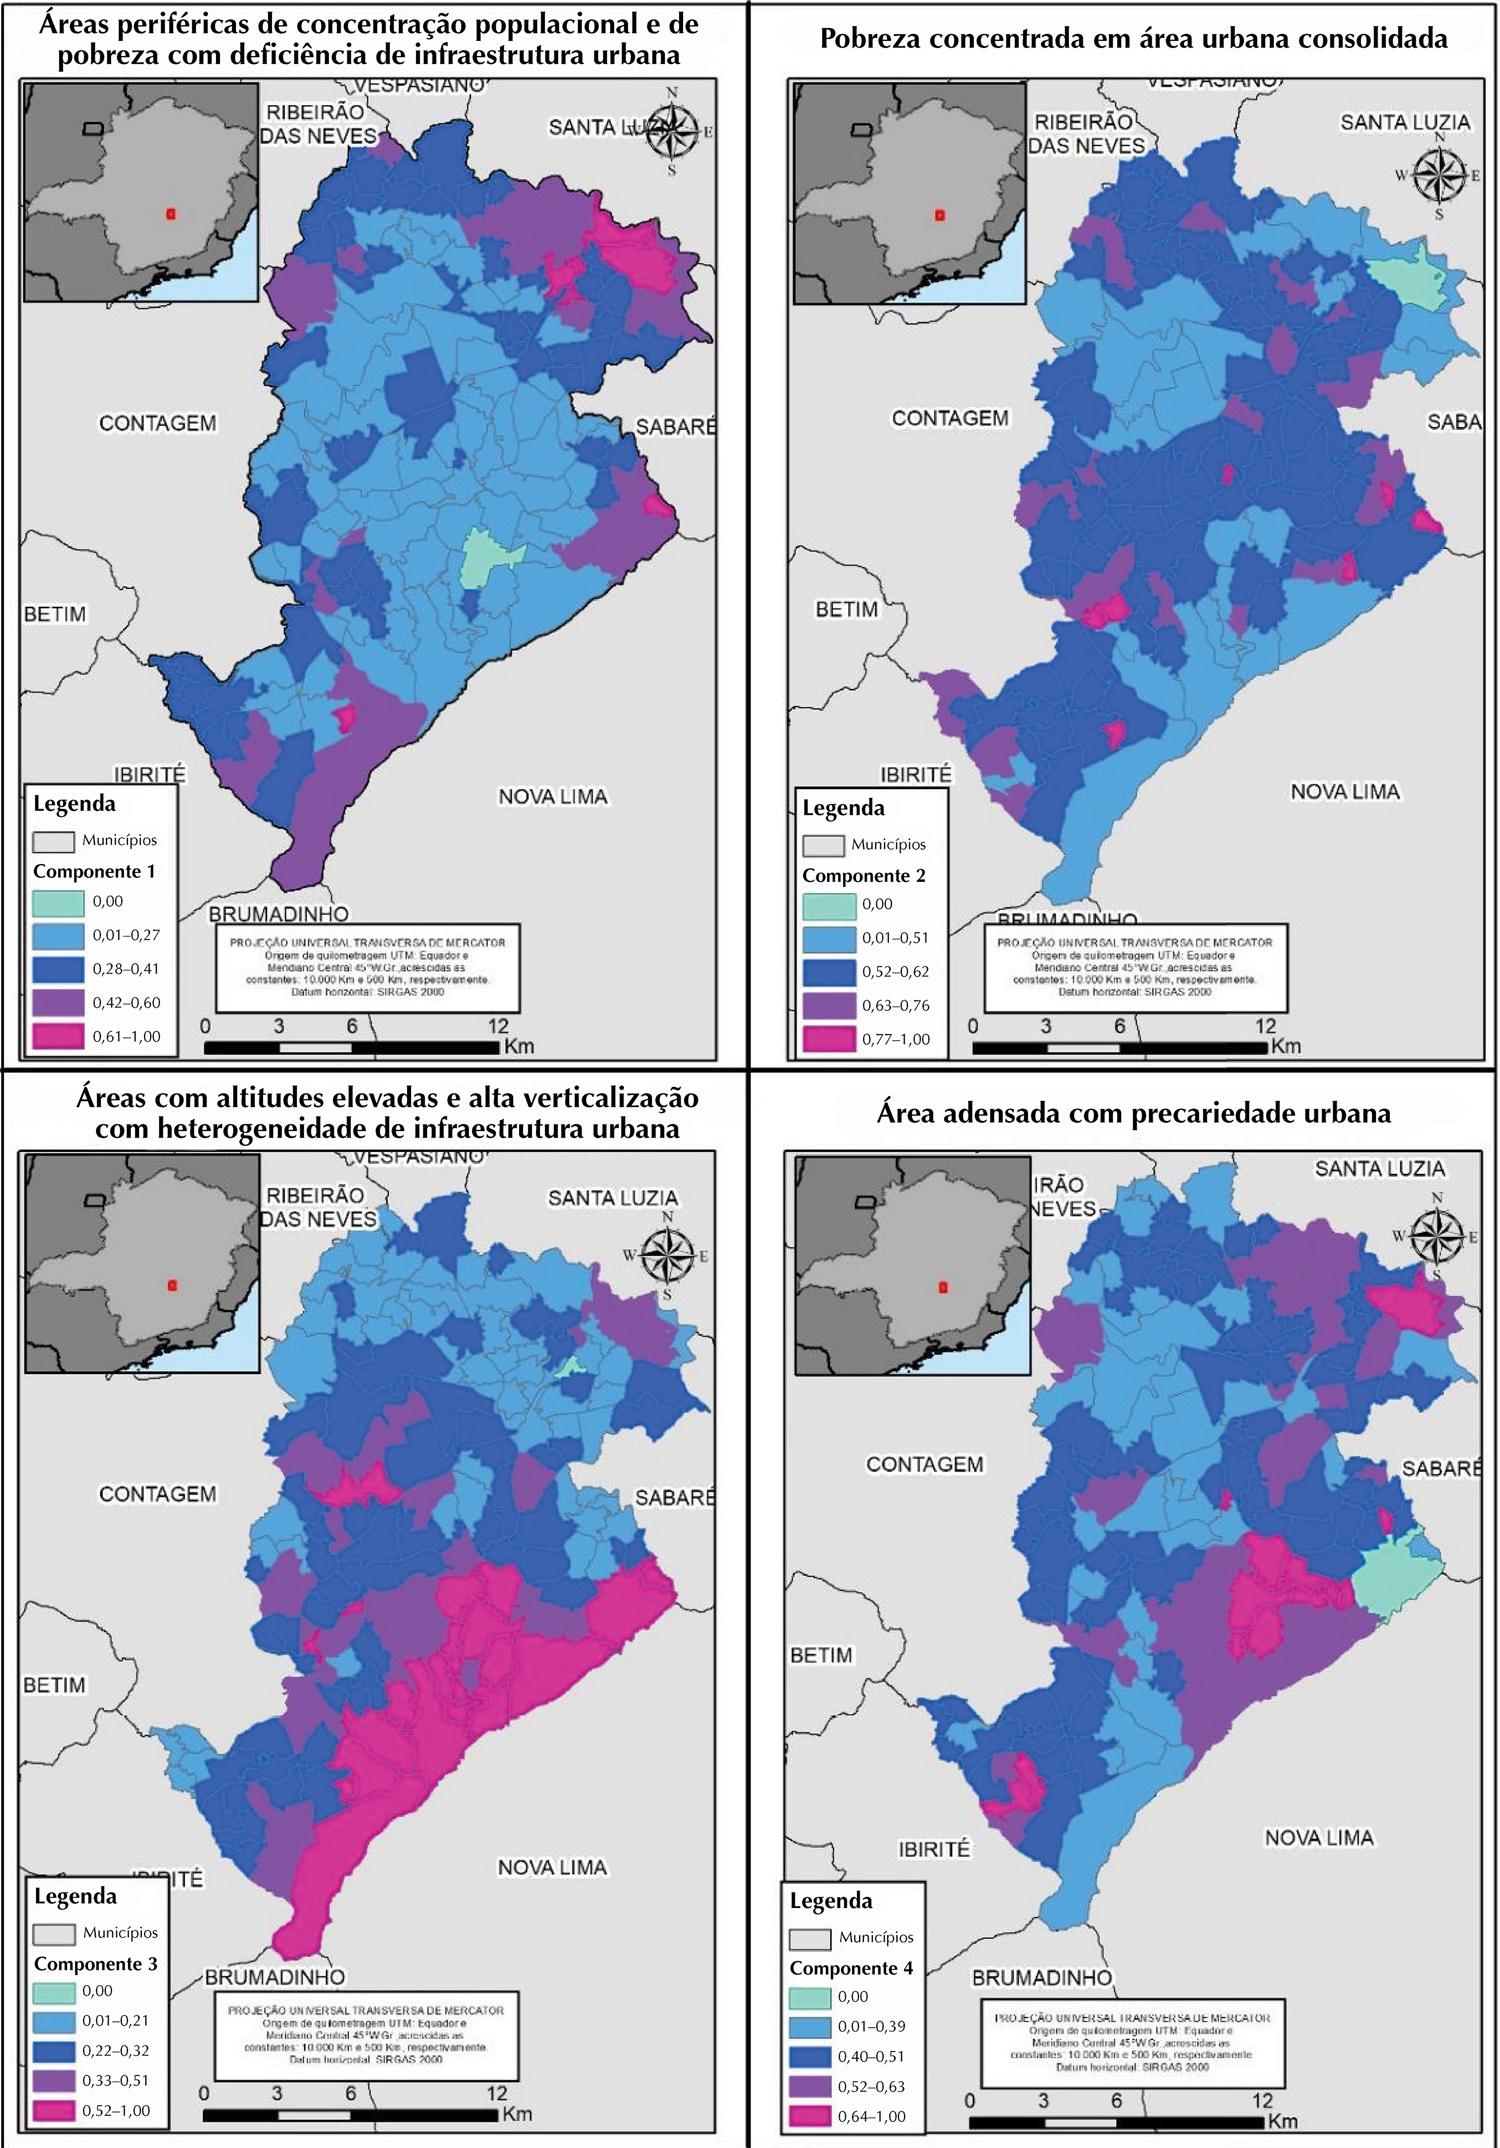 Áreas periféricas de concentração populacional e de
pobreza com deficiência de infraestrutura urbana
VESPASIANO
RIBEIRÃO
DAS NEVES
SANTA LUZIA
N
W
E
S
CONTAGEM
SABARÉ
BETIM
IBIRITÉ
NOVA LIMA
BRUMADINHO
Legenda
Municípios
Componente 1
0,00
0,01–0,27
0,28–0,41
0,42–0,60
0,61–1,00
PROJEÇÃO UNIVERSAL TRANSVERSA DE MERCATOR
Origem de quilometragem UTM: Equador e
Meridiano Central 45°W.Gr.,acrescidas as
constantes: 10.000 Km e 500 Km, respectivamente.
Datum horizontal: SIRGAS 2000
0 3 6 12
Km
Pobreza concentrada em área urbana consolidada
VESPASIANO
RIBEIRÃO
DAS NEVES
SANTA LUZIA
N
W E
S
CONTAGEM
SABA
BETIM
IBIRITÉ
NOVA LIMA
BRUMADINHO
Legenda
Municípios
Componente 2
0,00
0,01–0,51
0,52–0,62
0,63–0,76
0,77–1,00
PROJEÇÃO UNIVERSAL TRANSVERSA DE MERCATOR
Origem de quilometragem UTM: Equador e
Meridiano Central 45°W.Gr.,acrescidas as
constantes: 10.000 Km e 500 Km, respectivamente.
Datum horizontal: SIRGAS 2000
0 3 6 12
Km
Áreas com altitudes elevadas e alta verticalização
com heterogeneidade de infraestrutura urbana
VESPASIANO
RIBEIRÃO
DAS NEVES
SANTA LUZIA
N
W E
S
CONTAGEM
SABARÉ
BETIM
IBIRITÉ
NOVA LIMA
BRUMADINHO
Legenda
Municípios
Componente 3
0,00
0,01–0,21
0,22–0,32
0,33–0,51
0,52–1,00
PROJEÇÃO UNIVERSAL TRANSVERSA DE MERCATOR
Origem de quilometragem UTM: Equador e
Meridiano Central 45°W.Gr.,acrescidas as
constantes: 10.000 Km e 500 Km, respectivamente.
Datum horizontal: SIRGAS 2000
0 3 6 12
Km
Área adensada com precariedade urbana
IRÃO
NEVES
SANTA LUZIA
N
W E
S
CONTAGEM
SABARÉ
BETIM
IBIRITÉ
NOVA LIMA
BRUMADINHO
Legenda
Municípios
Componente 4
0,00
0,01–0,39
0,40–0,51
0,52–0,63
0,64–1,00
PROJEÇÃO UNIVERSAL TRANSVERSA DE MERCATOR
Origem de quilometragem UTM: Equador e
Meridiano Central 45°W.Gr.,acrescidas as
constantes: 10.000 Km e 500 Km, respectivamente
Datum horizontal: SIRGAS 2000
0 3 6 12
Km